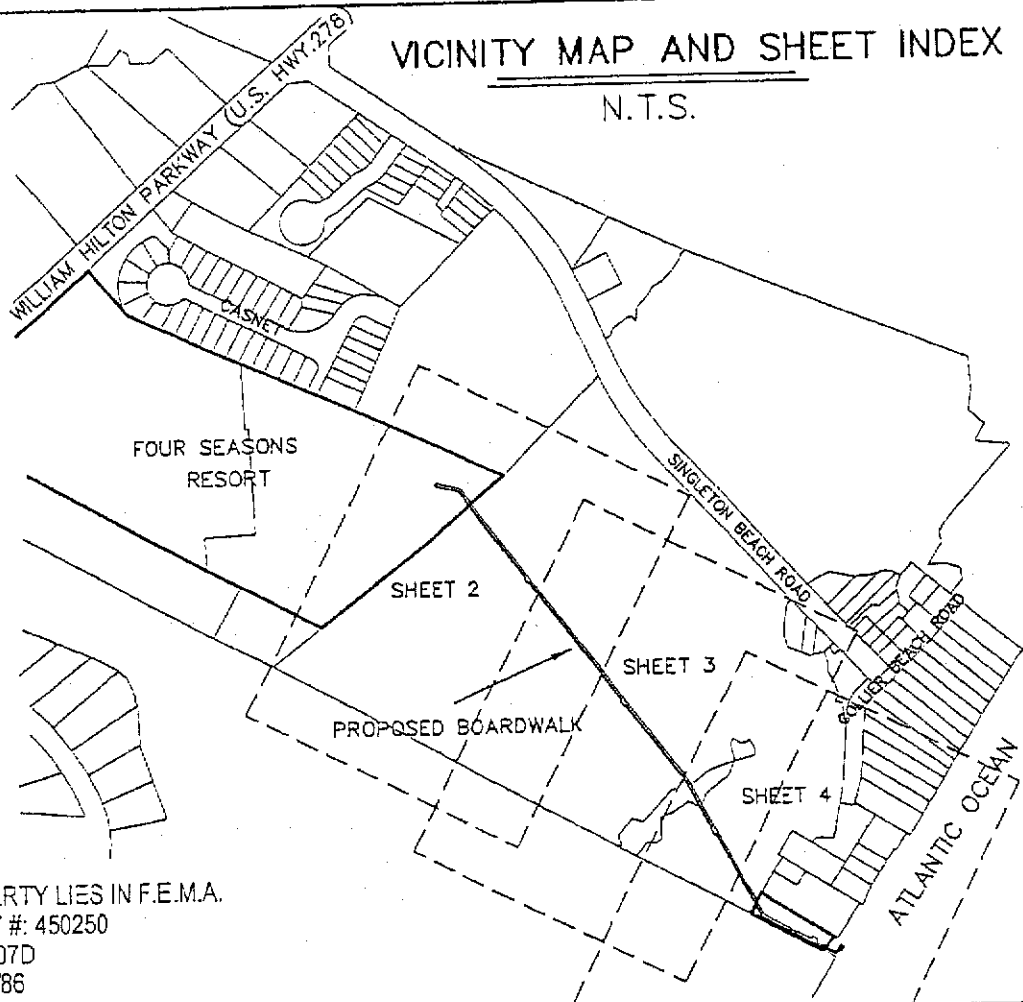 VICINITY MAP AND SHEET INDEX
N.T.S.
WILLIAM HILTON PARKWAY (U.S. HWY.278)
CASNET
FOUR SEASONS
RESORT
SINGLETON BEACH ROAD
SHEET 2
COLLIER BEACH ROAD
SHEET 3
PROPOSED BOARDWALK
SHEET 4
ATLANTIC OCEAN
RTY LIES IN F.E.M.A.
#: 450250
07D
86